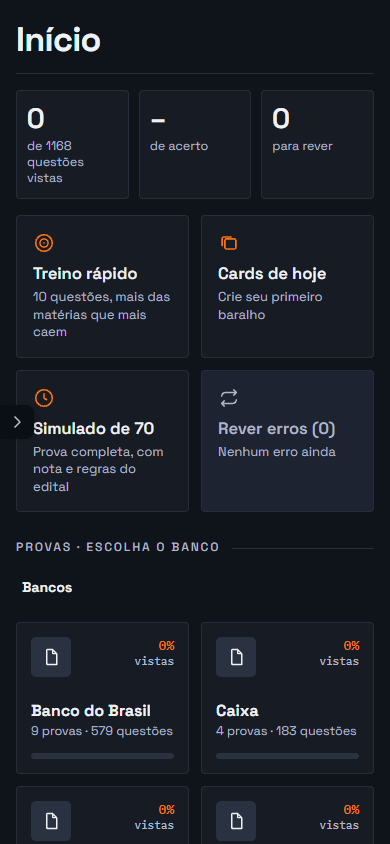 Início
0
de 1168
questões
vistas
–
de acerto
0
para rever
Treino rápido
10 questões, mais das
matérias que mais
caem
Cards de hoje
Crie seu primeiro
baralho
Simulado de 70
Prova completa, com
nota e regras do
edital
Rever erros (0)
Nenhum erro ainda
PROVAS · ESCOLHA O BANCO
Bancos
0%
vistas
Banco do Brasil
9 provas · 579 questões
0%
vistas
Caixa
4 provas · 183 questões
0%
vistas
0%
vistas